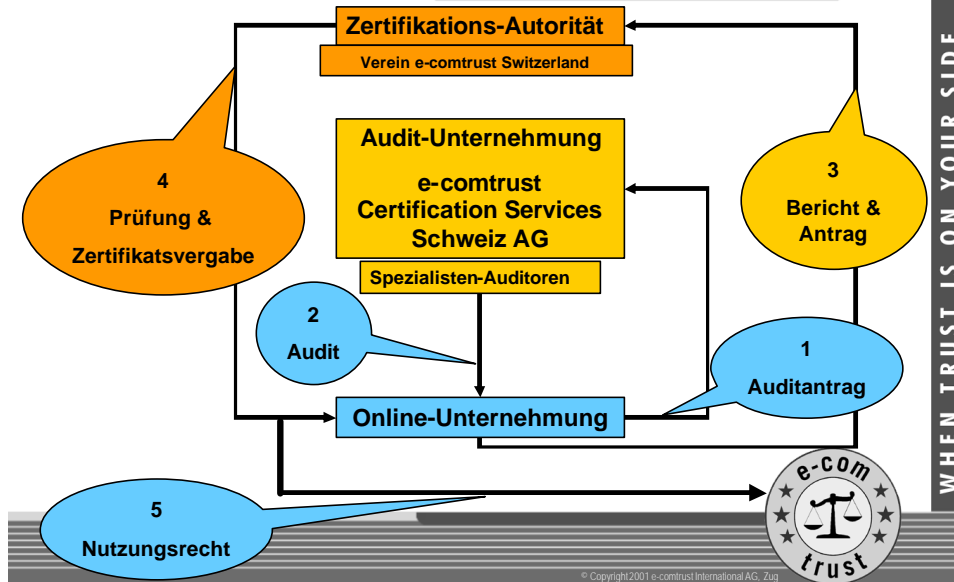 Zertifikations-Autorität
Verein e-comtrust Switzerland
4
Prüfung &
Zertifikatsvergabe
Audit-Unternehmung
e-comtrust
Certification Services
Schweiz AG
Spezialisten-Auditoren
3
Bericht &
Antrag
2
Audit
1
Auditantrag
Online-Unternehmung
5
Nutzungsrecht
e-com
trust
WHEN TRUST IS ON YOUR SIDE
© Copyright 2001 e-comtrust International AG, Zug